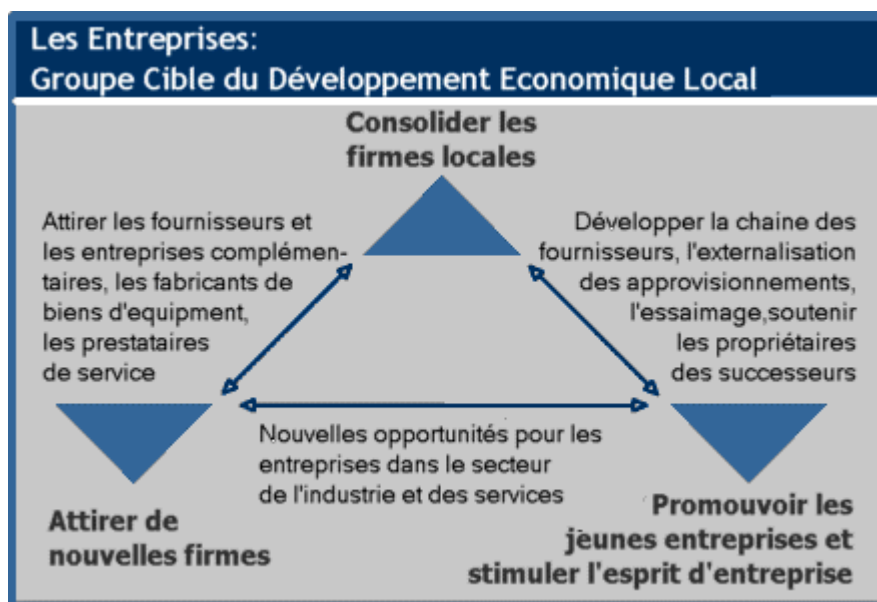 Les Entreprises:
Groupe Cible du Développement Economique Local
Consolider les
firmes locales
Attirer les fournisseurs et
les entreprises complémen-
taires, les fabricants de
biens d'equipment,
les prestataires
de service
Développer la chaine des
fournisseurs, l'externalisation
des approvisionnements,
l'essaimage,soutenir
les propriétaires
des successeurs
Nouvelles opportunités pour les
entreprises dans le secteur
de l'industrie et des services
Attirer de
nouvelles firmes
Promouvoir les
jeunes entreprises et
stimuler l'esprit d'entreprise